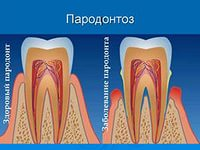 Пародонтоз
Здоровый пародонт
Заболевание пародонта